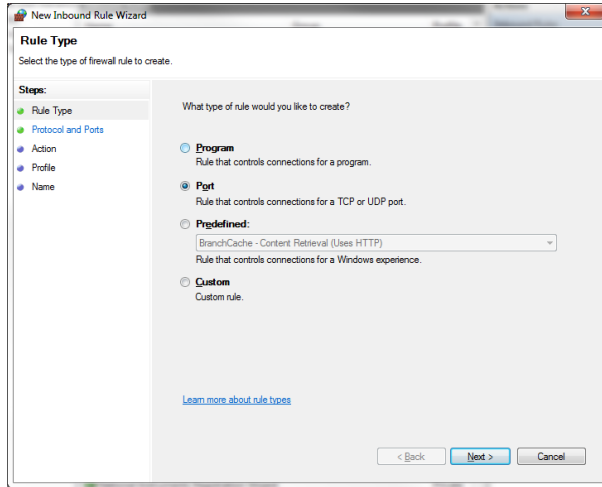 New Inbound Rule Wizard
Rule Type
Select the type of firewall rule to create.
Steps:
Rule Type
Protocol and Ports
Action
Profile
Name
What type of rule would you like to create?
Program
Rule that controls connections for a program.
Port
Rule that controls connections for a TCP or UDP port.
Predefined:
BranchCache - Content Retrieval (Uses HTTP)
Rule that controls connections for a Windows experience.
Custom
Custom rule.
Learn more about rule types
< Back
Next >
Cancel